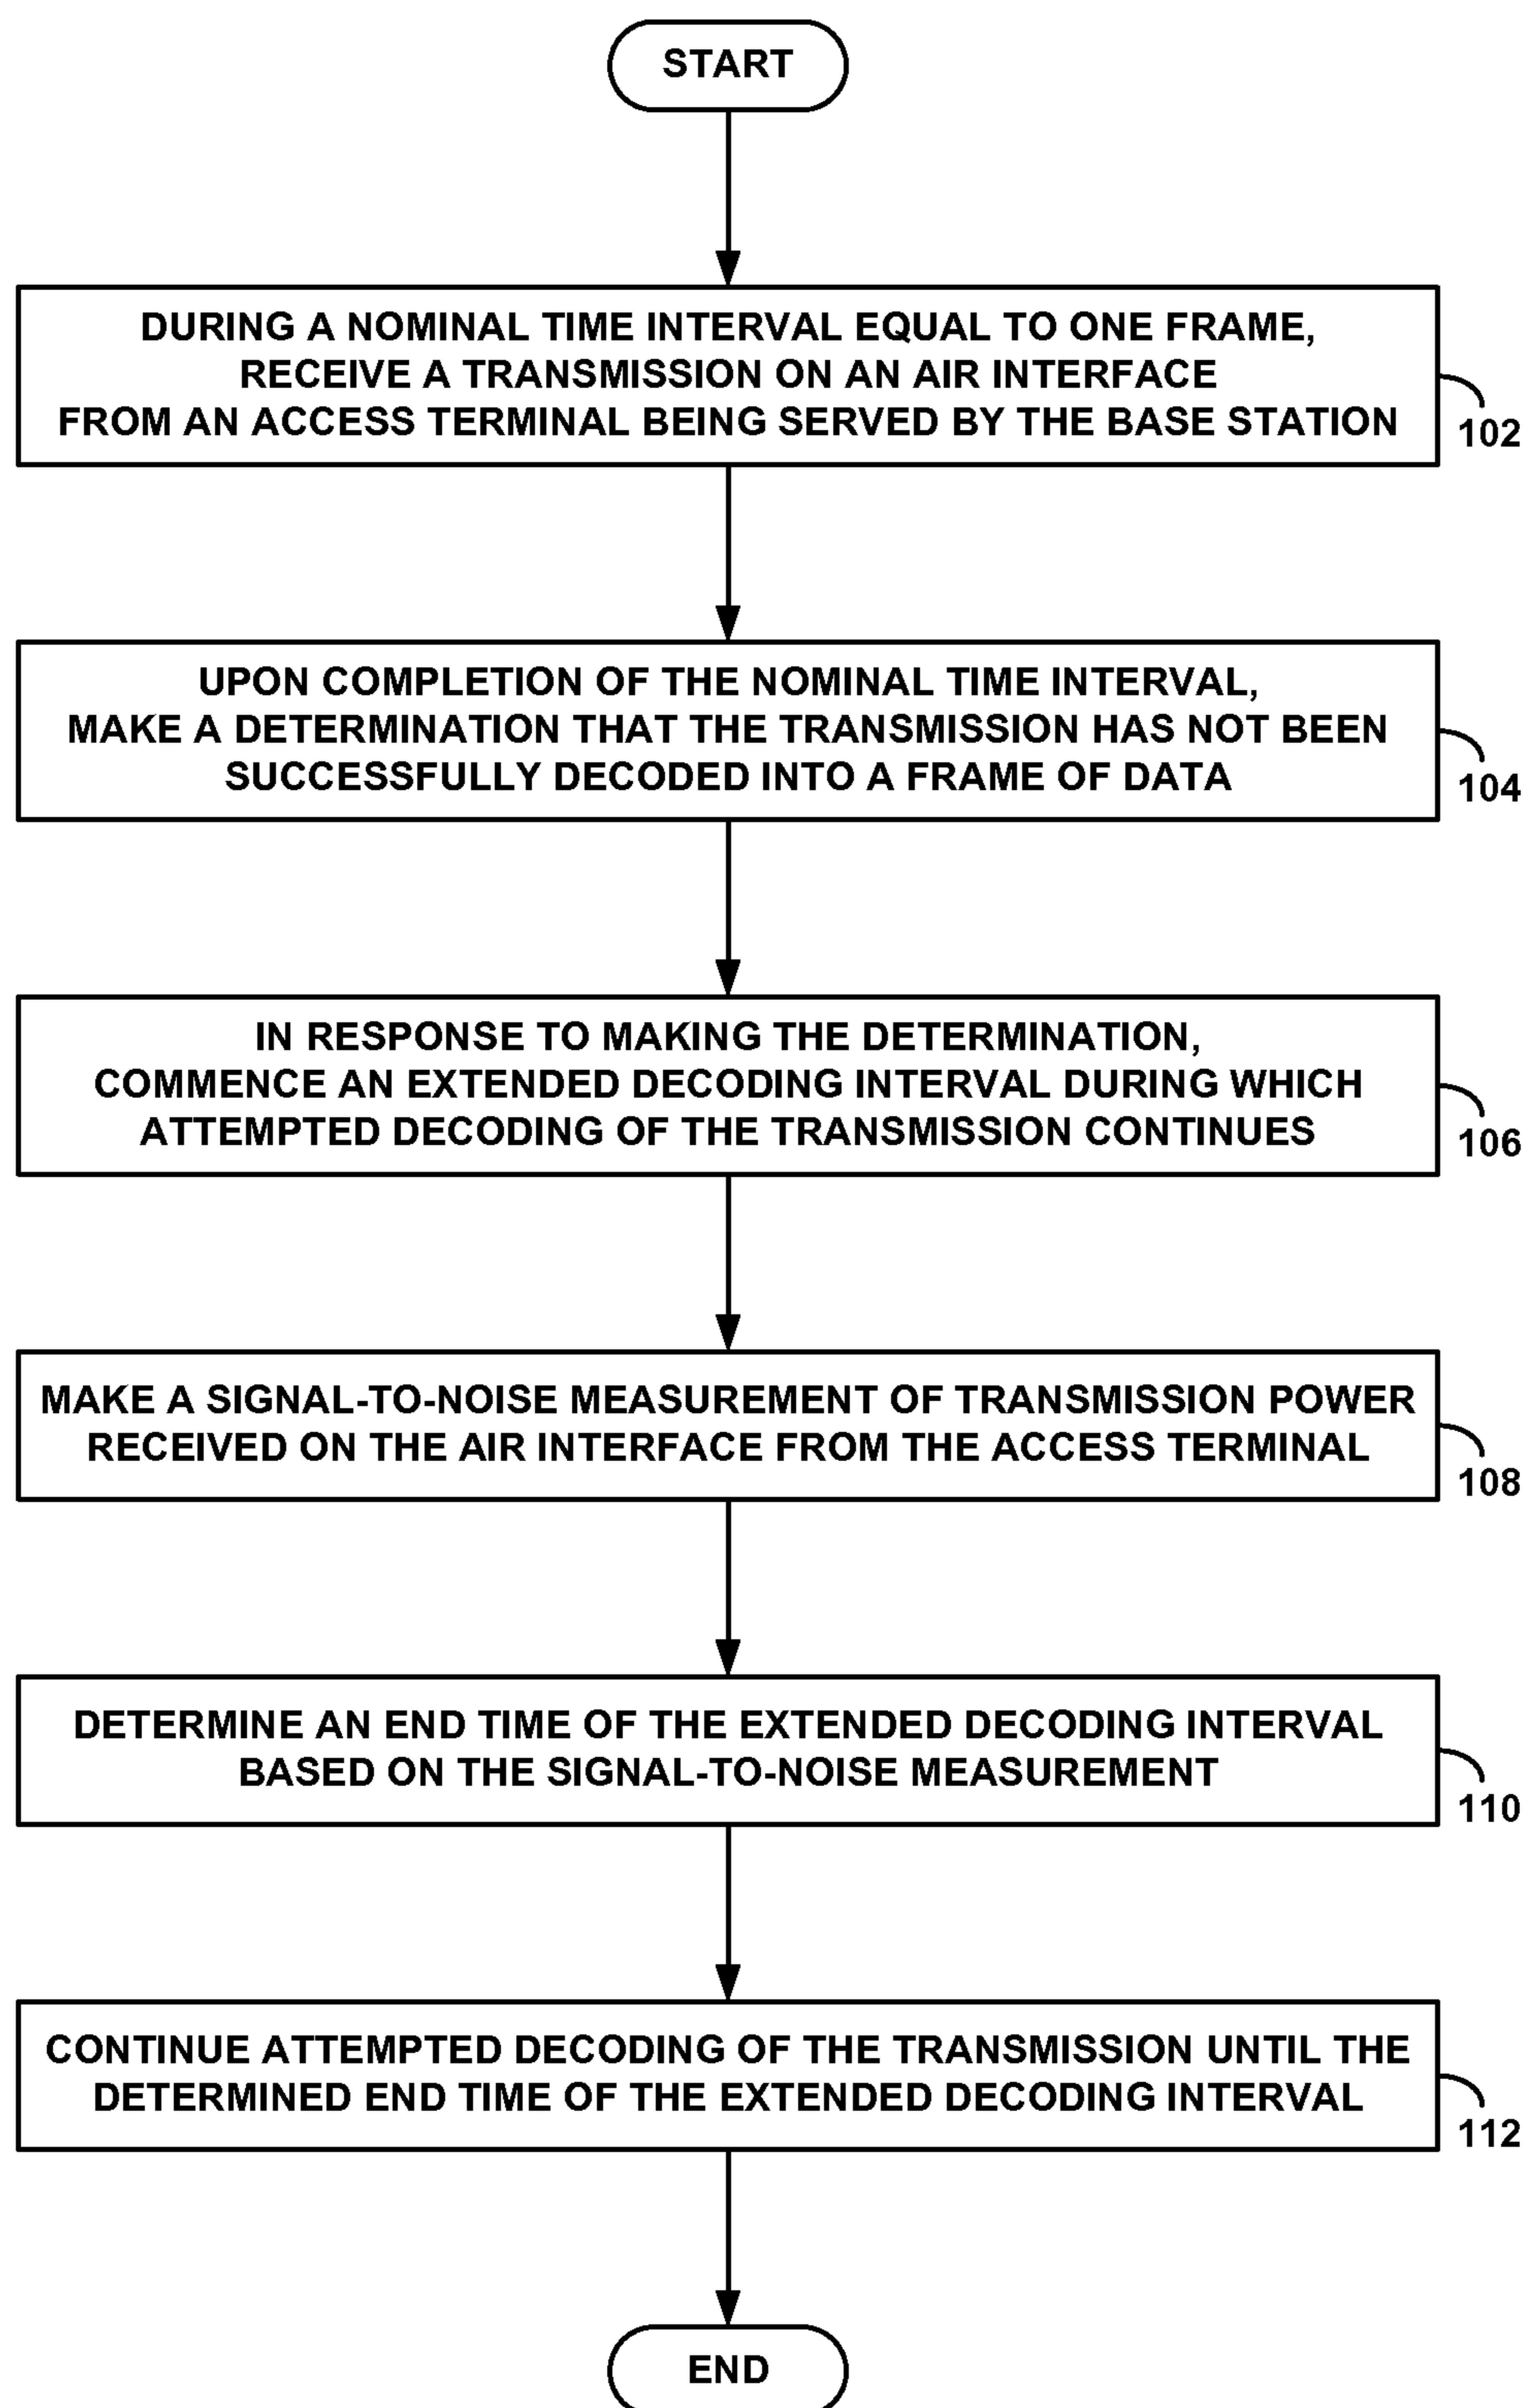 START
DURING A NOMINAL TIME INTERVAL EQUAL TO ONE FRAME,
RECEIVE A TRANSMISSION ON AN AIR INTERFACE
FROM AN ACCESS TERMINAL BEING SERVED BY THE BASE STATION
102
UPON COMPLETION OF THE NOMINAL TIME INTERVAL,
MAKE A DETERMINATION THAT THE TRANSMISSION HAS NOT BEEN
SUCCESSFULLY DECODED INTO A FRAME OF DATA
104
IN RESPONSE TO MAKING THE DETERMINATION,
COMMENCE AN EXTENDED DECODING INTERVAL DURING WHICH
ATTEMPTED DECODING OF THE TRANSMISSION CONTINUES
106
MAKE A SIGNAL-TO-NOISE MEASUREMENT OF TRANSMISSION POWER
RECEIVED ON THE AIR INTERFACE FROM THE ACCESS TERMINAL
108
DETERMINE AN END TIME OF THE EXTENDED DECODING INTERVAL
BASED ON THE SIGNAL-TO-NOISE MEASUREMENT
110
CONTINUE ATTEMPTED DECODING OF THE TRANSMISSION UNTIL THE
DETERMINED END TIME OF THE EXTENDED DECODING INTERVAL
112
END